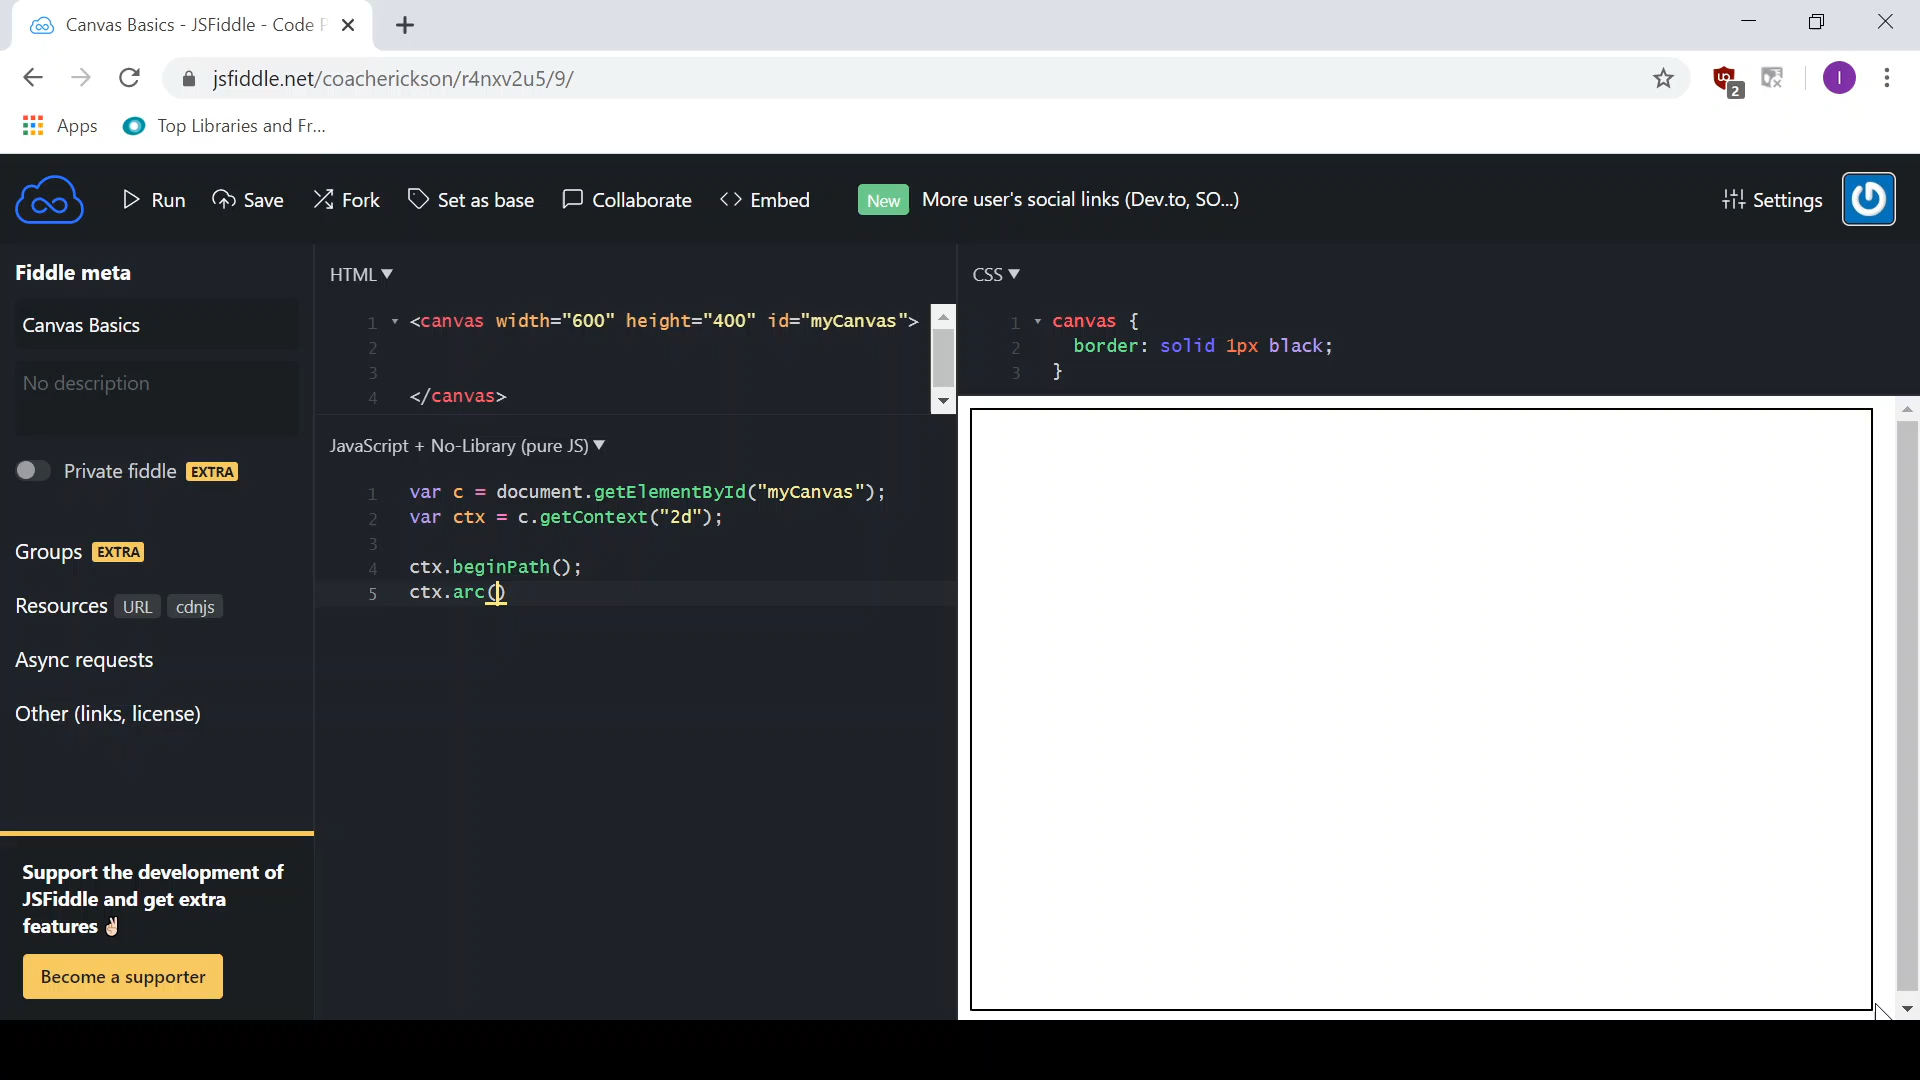 Canvas Basics - JSFiddle - Code P
jsfiddle.net/coacherickson/r4nxv2u5/9/
2
I
Apps
Top Libraries and Fr...
Run
Save
Fork
Set as base
Collaborate
<> Embed
New
More user's social links (Dev.to, SO...)
Settings
Fiddle meta
Canvas Basics
No description
Private fiddle EXTRA
Groups EXTRA
Resources URL cdnjs
Async requests
Other (links, license)
Support the development of
JSFiddle and get extra
features ✌🏻
Become a supporter
HTML ▼
1 <canvas width="600" height="400" id="myCanvas">
2
3
4 </canvas>
JavaScript + No-Library (pure JS) ▼
1 var c = document.getElementById("myCanvas");
2 var ctx = c.getContext("2d");
3
4 ctx.beginPath();
5 ctx.arc()
CSS ▼
1 canvas {
2 border: solid 1px black;
3 }